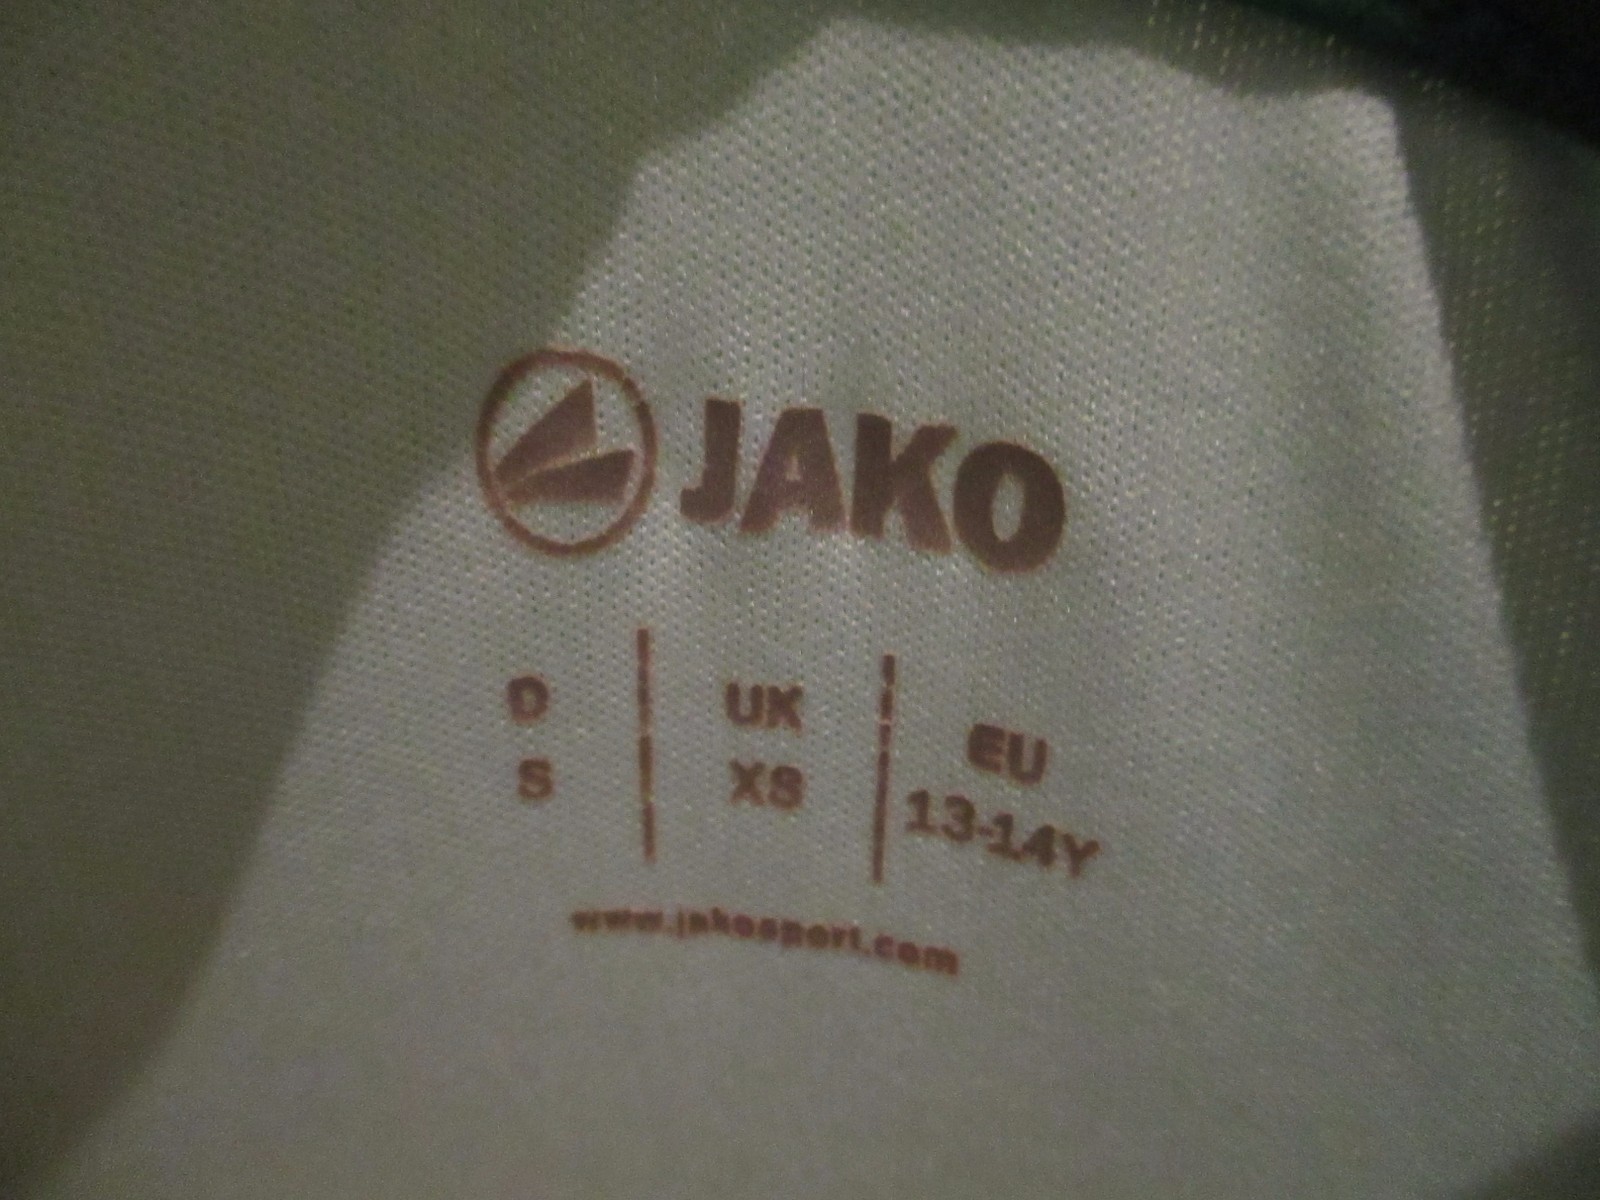 JAKO
D UK EU
S XS 13-14Y
www.jakosport.com